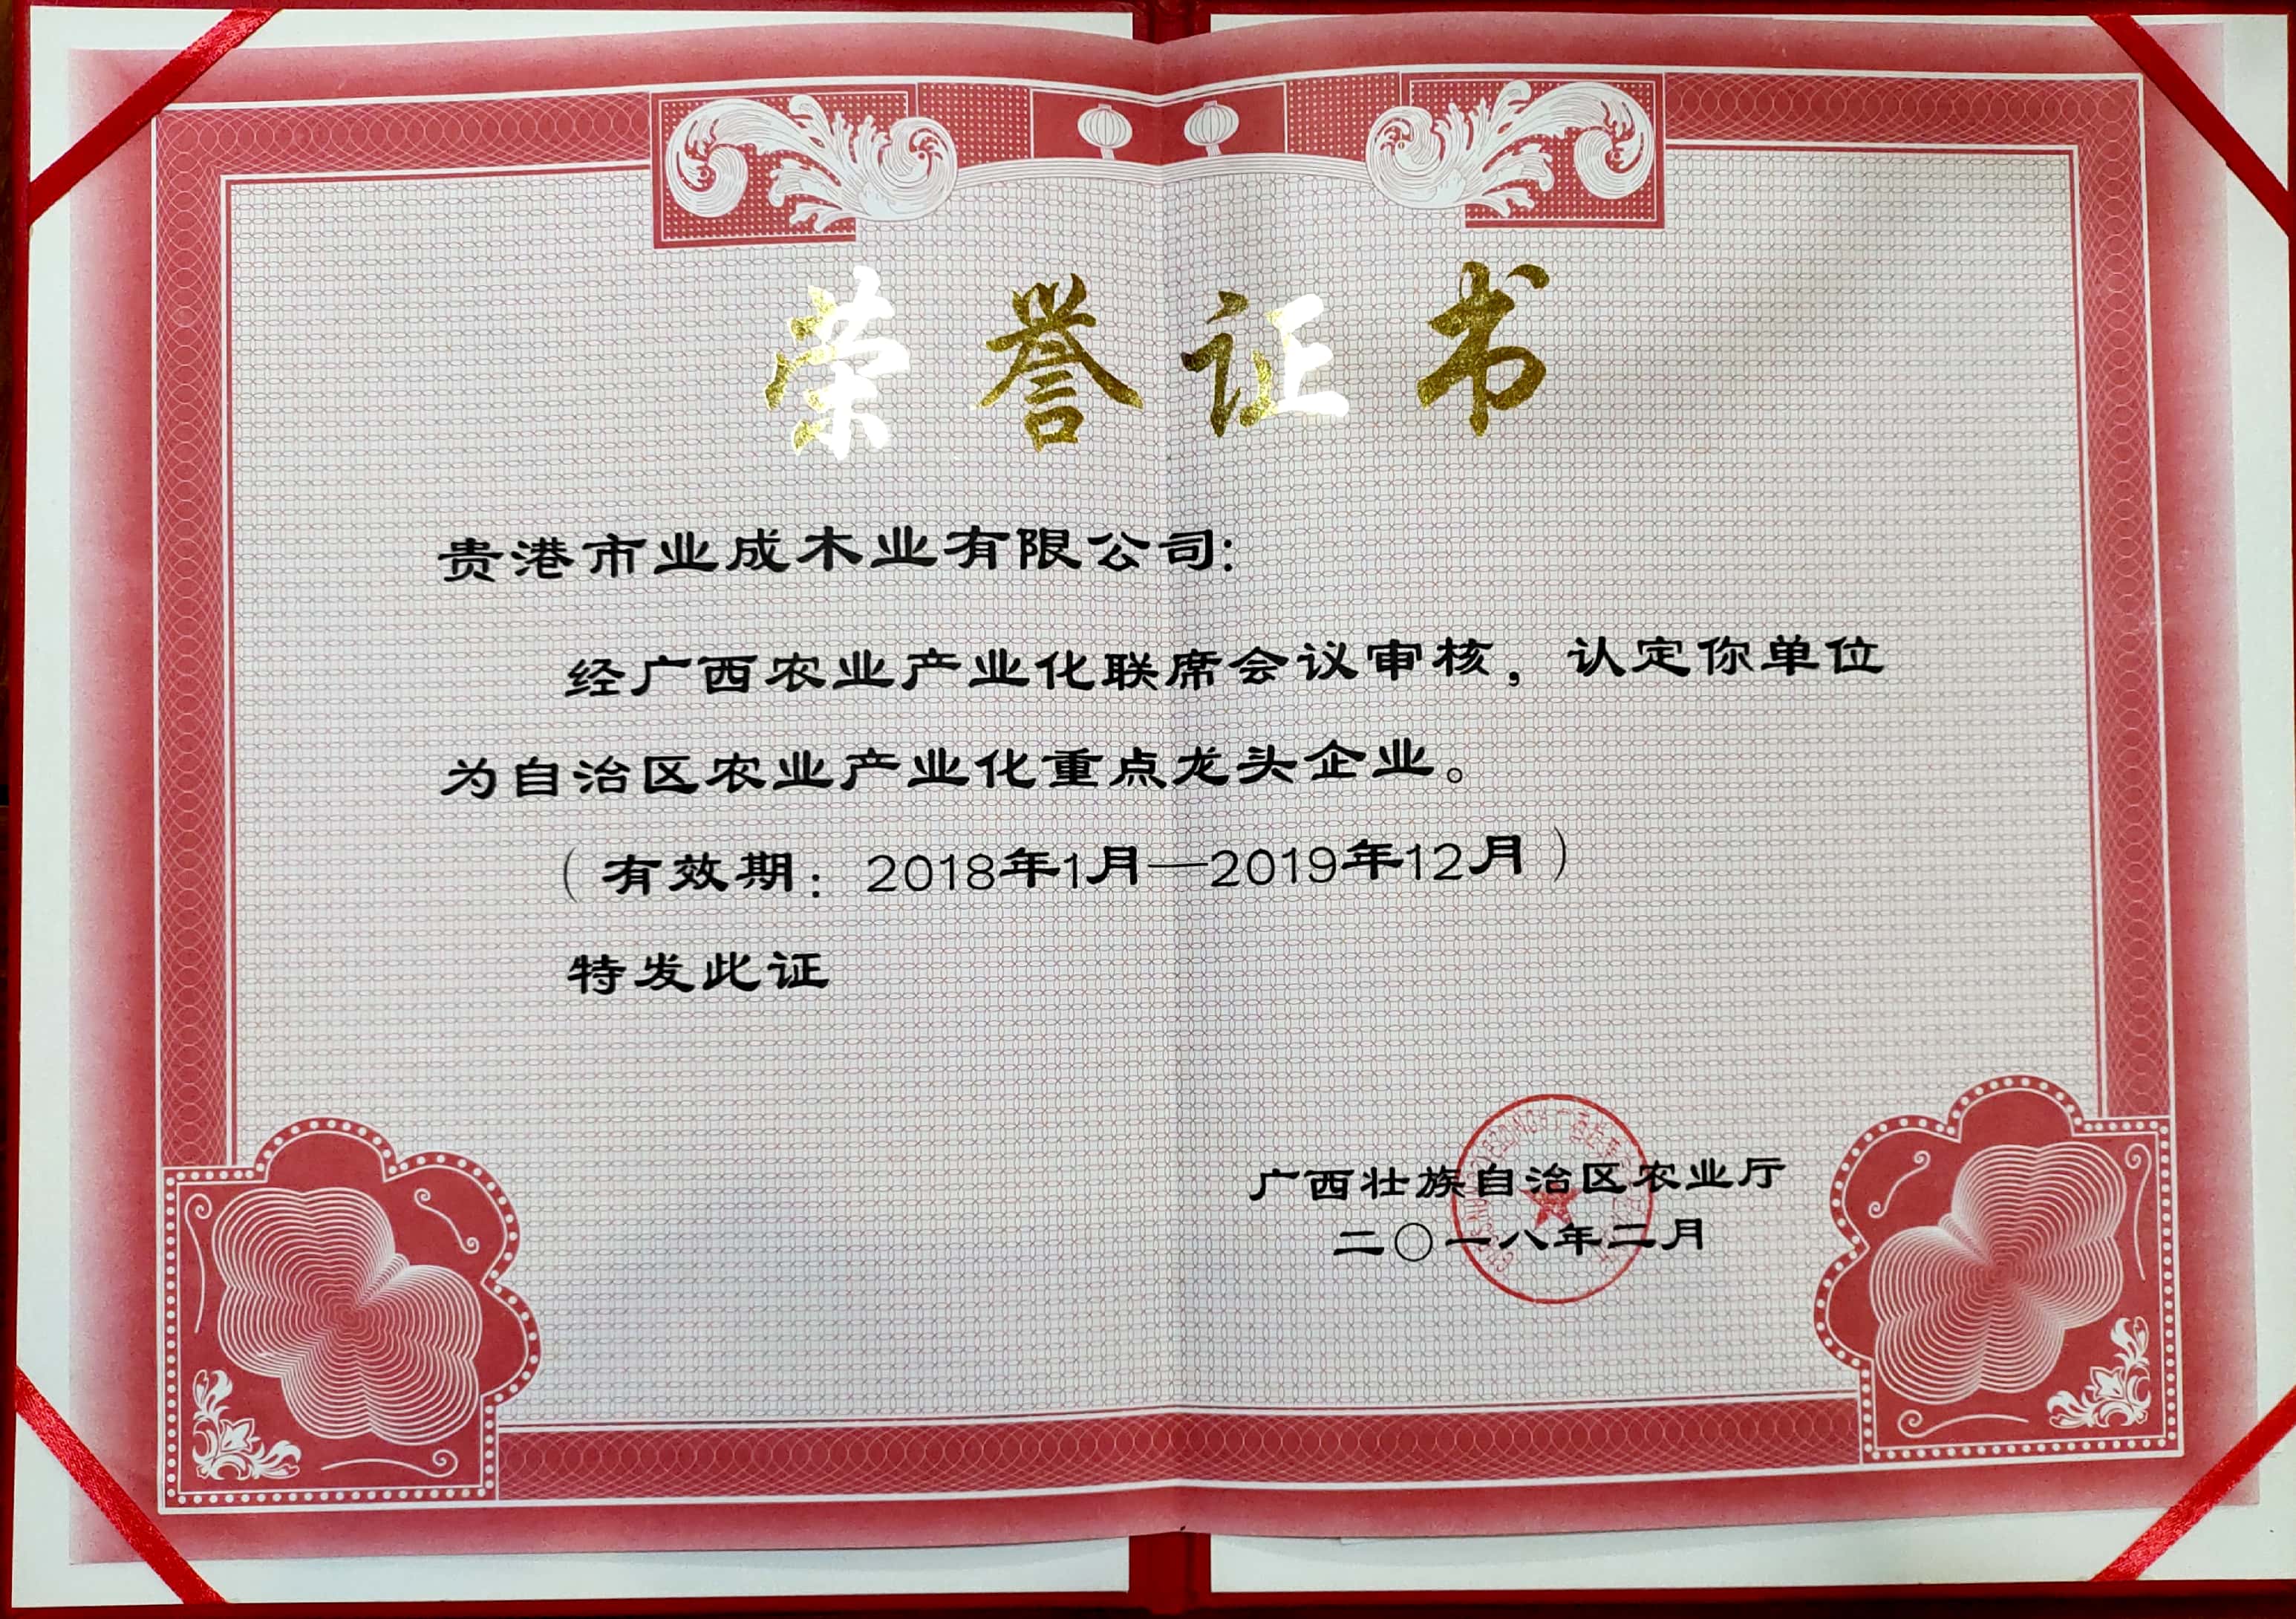 荣誉证书
贵港市业成木业有限公司:
经广西农业产业化联席会议审核，认定你单位
为自治区农业产业化重点龙头企业。
（有效期：2018年1月—2019年12月）
特发此证
广西壮族自治区农业厅
二〇一八年二月